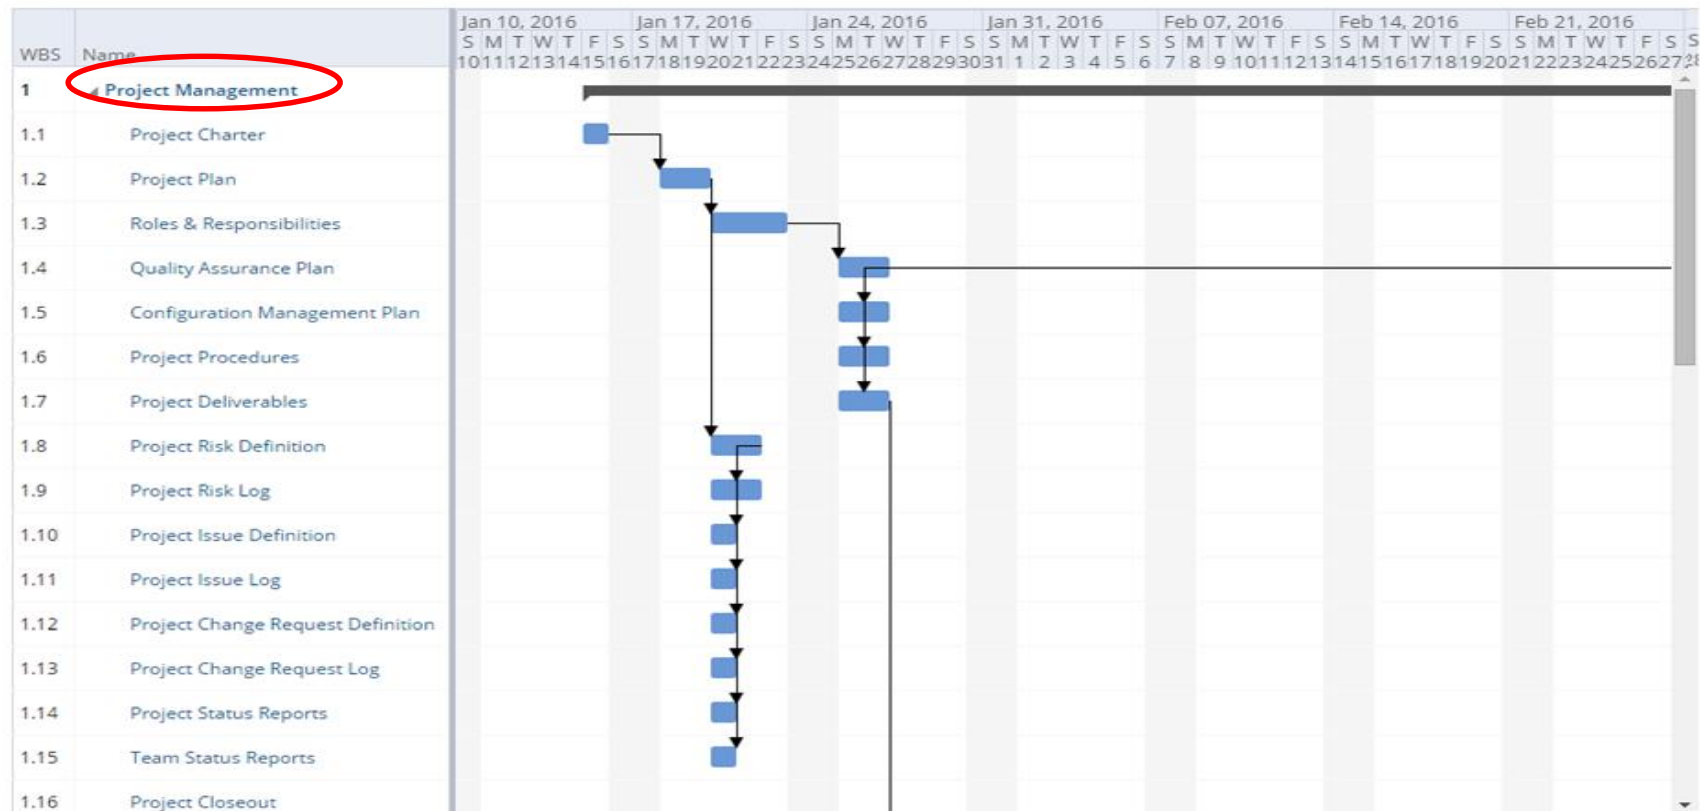 Jan 10, 2016 Jan 17, 2016 Jan 24, 2016 Jan 31, 2016 Feb 07, 2016 Feb 14, 2016 Feb 21, 2016
WBS Name S M T W T F S S M T W T F S S M T W T F S S M T W T F S S M T W T F S S M T W T F S S M T W T F S S
10 11 12 13 14 15 16 17 18 19 20 21 22 23 24 25 26 27 28 29 30 31 1 2 3 4 5 6 7 8 9 10 11 12 13 14 15 16 17 18 19 20 21 22 23 24 25 26 27 28
1 Project Management
1.1 Project Charter
1.2 Project Plan
1.3 Roles & Responsibilities
1.4 Quality Assurance Plan
1.5 Configuration Management Plan
1.6 Project Procedures
1.7 Project Deliverables
1.8 Project Risk Definition
1.9 Project Risk Log
1.10 Project Issue Definition
1.11 Project Issue Log
1.12 Project Change Request Definition
1.13 Project Change Request Log
1.14 Project Status Reports
1.15 Team Status Reports
1.16 Project Closeout